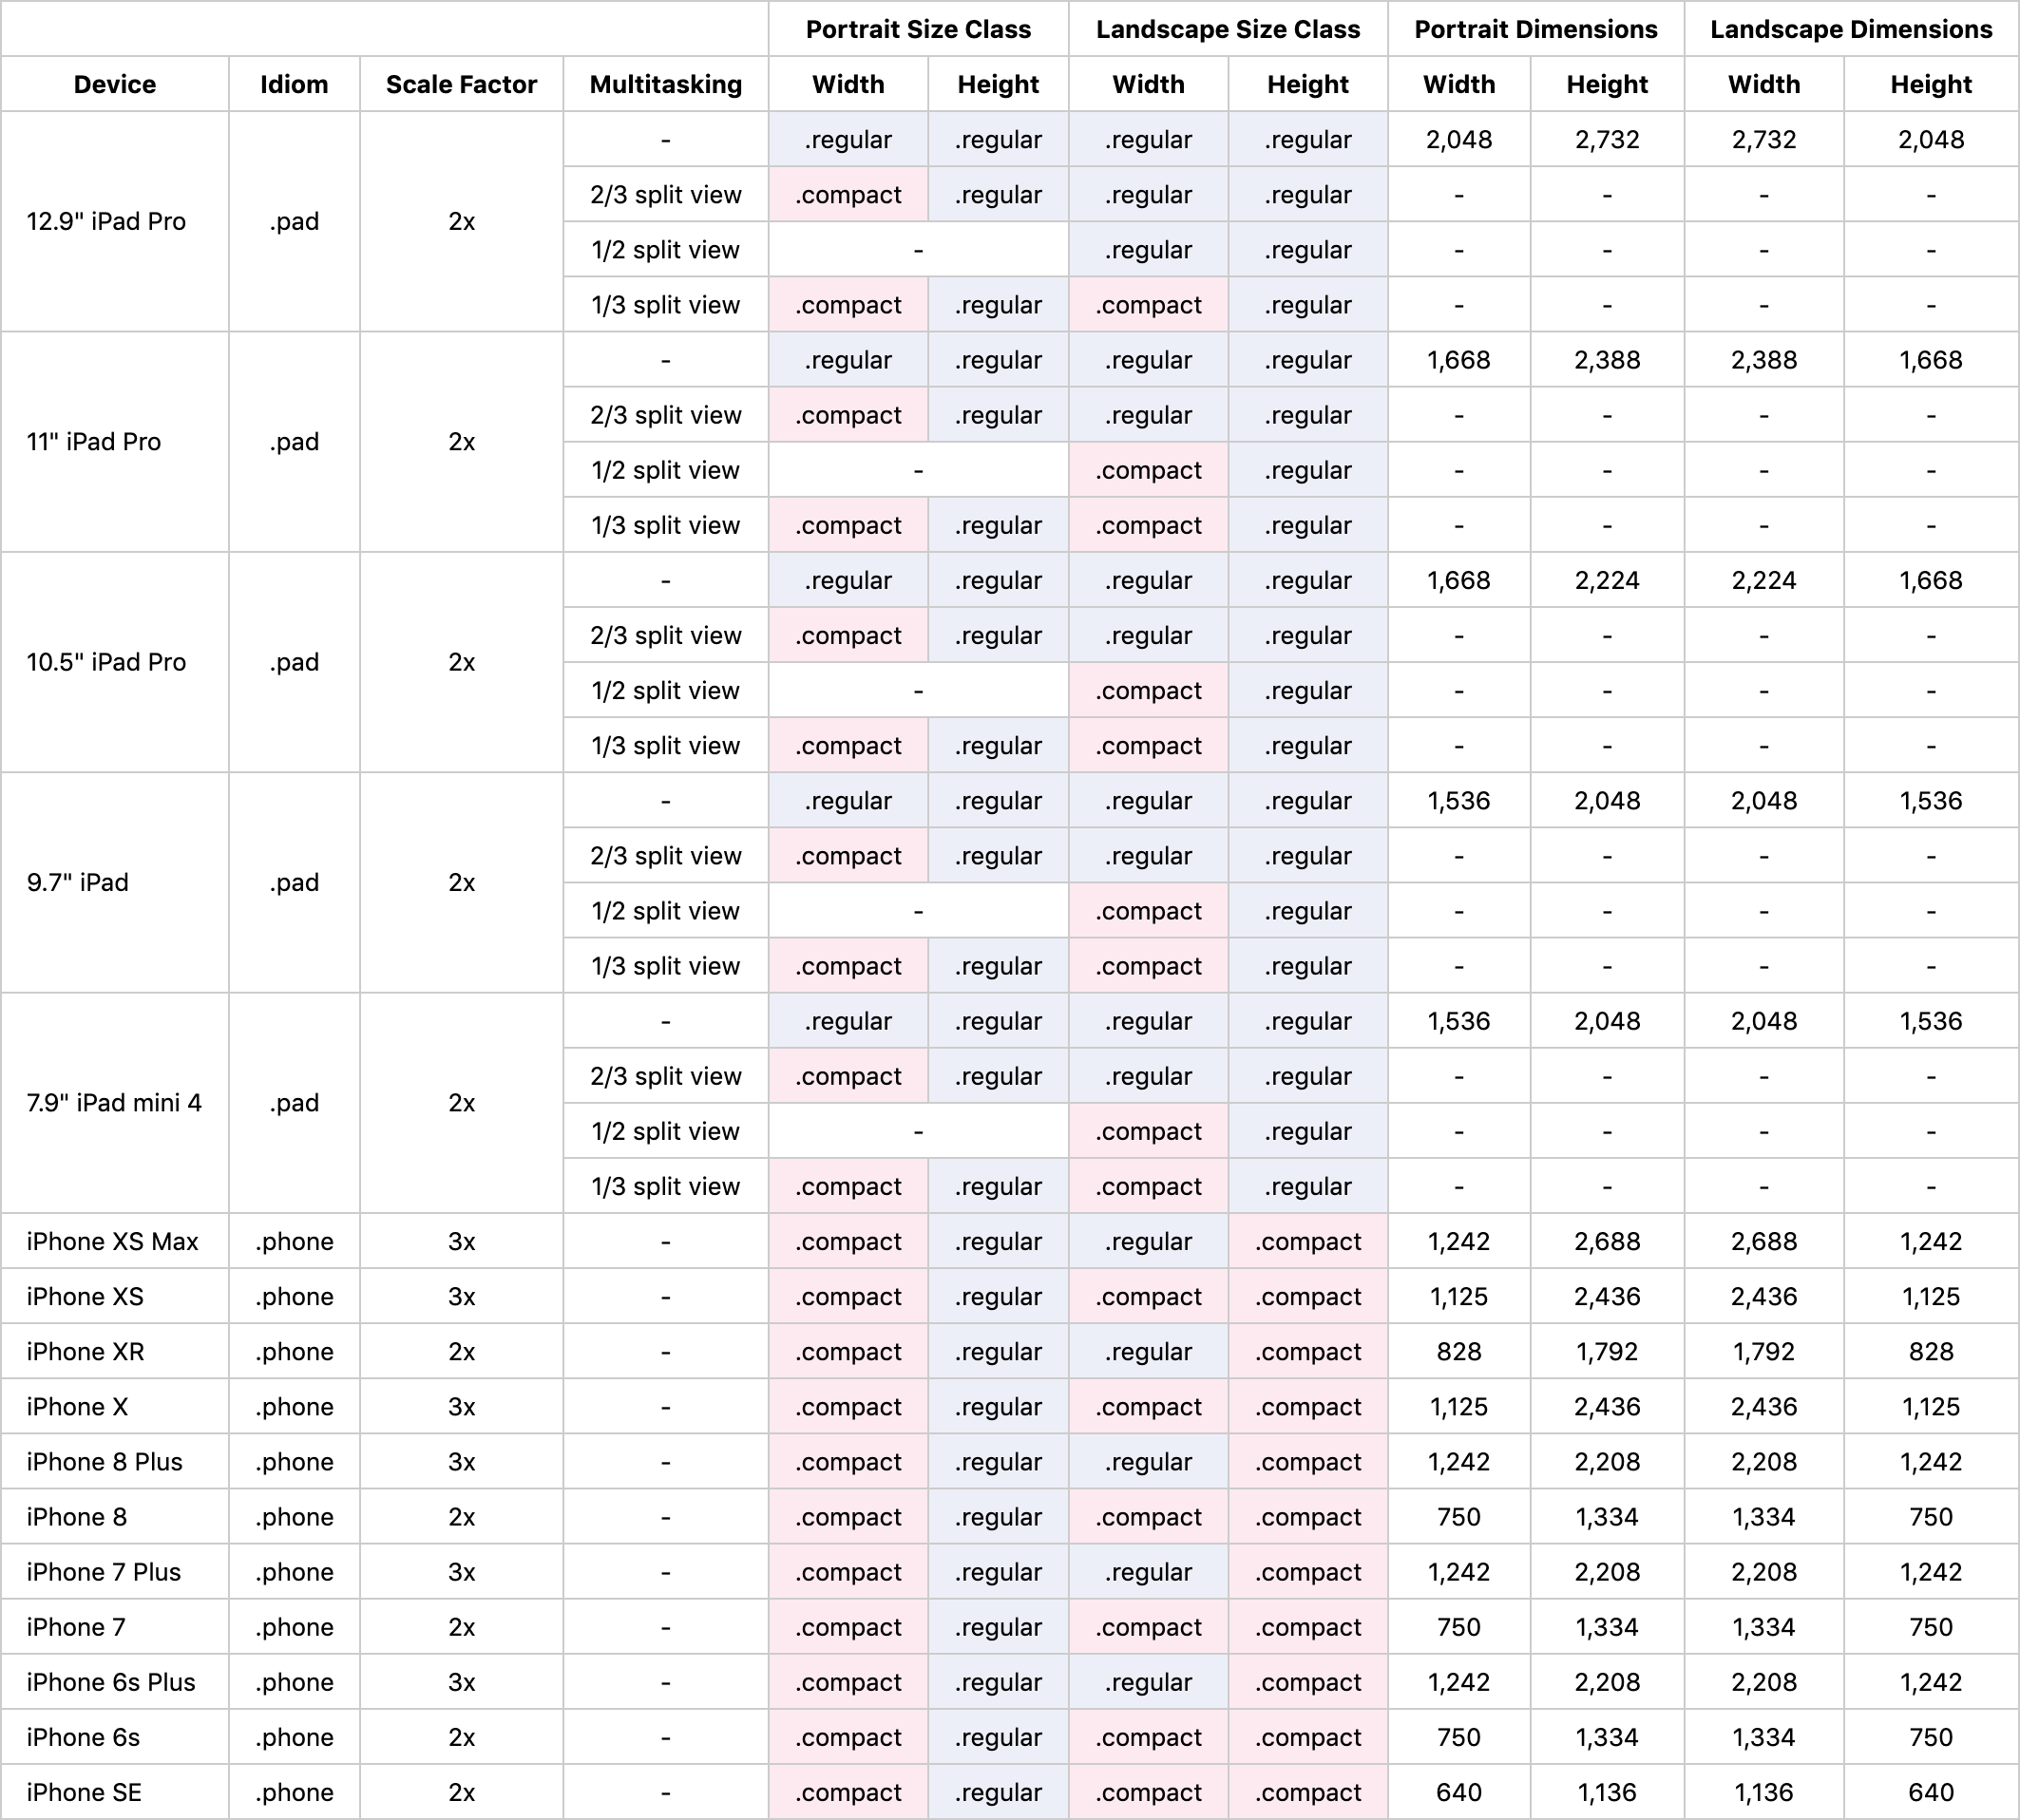 Portrait Size Class Landscape Size Class Portrait Dimensions Landscape Dimensions
Device Idiom Scale Factor Multitasking Width Height Width Height Width Height Width Height
12.9" iPad Pro .pad 2x - .regular .regular .regular .regular 2,048 2,732 2,732 2,048
2/3 split view .compact .regular .regular .regular - - - -
1/2 split view - .regular .regular - - - -
1/3 split view .compact .regular .compact .regular - - - -
11" iPad Pro .pad 2x - .regular .regular .regular .regular 1,668 2,388 2,388 1,668
2/3 split view .compact .regular .regular .regular - - - -
1/2 split view - .compact .regular - - - -
1/3 split view .compact .regular .compact .regular - - - -
10.5" iPad Pro .pad 2x - .regular .regular .regular .regular 1,668 2,224 2,224 1,668
2/3 split view .compact .regular .regular .regular - - - -
1/2 split view - .compact .regular - - - -
1/3 split view .compact .regular .compact .regular - - - -
9.7" iPad .pad 2x - .regular .regular .regular .regular 1,536 2,048 2,048 1,536
2/3 split view .compact .regular .regular .regular - - - -
1/2 split view - .compact .regular - - - -
1/3 split view .compact .regular .compact .regular - - - -
7.9" iPad mini 4 .pad 2x - .regular .regular .regular .regular 1,536 2,048 2,048 1,536
2/3 split view .compact .regular .regular .regular - - - -
1/2 split view - .compact .regular - - - -
1/3 split view .compact .regular .compact .regular - - - -
iPhone XS Max .phone 3x - .compact .regular .regular .compact 1,242 2,688 2,688 1,242
iPhone XS .phone 3x - .compact .regular .compact .compact 1,125 2,436 2,436 1,125
iPhone XR .phone 2x - .compact .regular .regular .compact 828 1,792 1,792 828
iPhone X .phone 3x - .compact .regular .compact .compact 1,125 2,436 2,436 1,125
iPhone 8 Plus .phone 3x - .compact .regular .regular .compact 1,242 2,208 2,208 1,242
iPhone 8 .phone 2x - .compact .regular .compact .compact 750 1,334 1,334 750
iPhone 7 Plus .phone 3x - .compact .regular .regular .compact 1,242 2,208 2,208 1,242
iPhone 7 .phone 2x - .compact .regular .compact .compact 750 1,334 1,334 750
iPhone 6s Plus .phone 3x - .compact .regular .regular .compact 1,242 2,208 2,208 1,242
iPhone 6s .phone 2x - .compact .regular .compact .compact 750 1,334 1,334 750
iPhone SE .phone 2x - .compact .regular .compact .compact 640 1,136 1,136 640